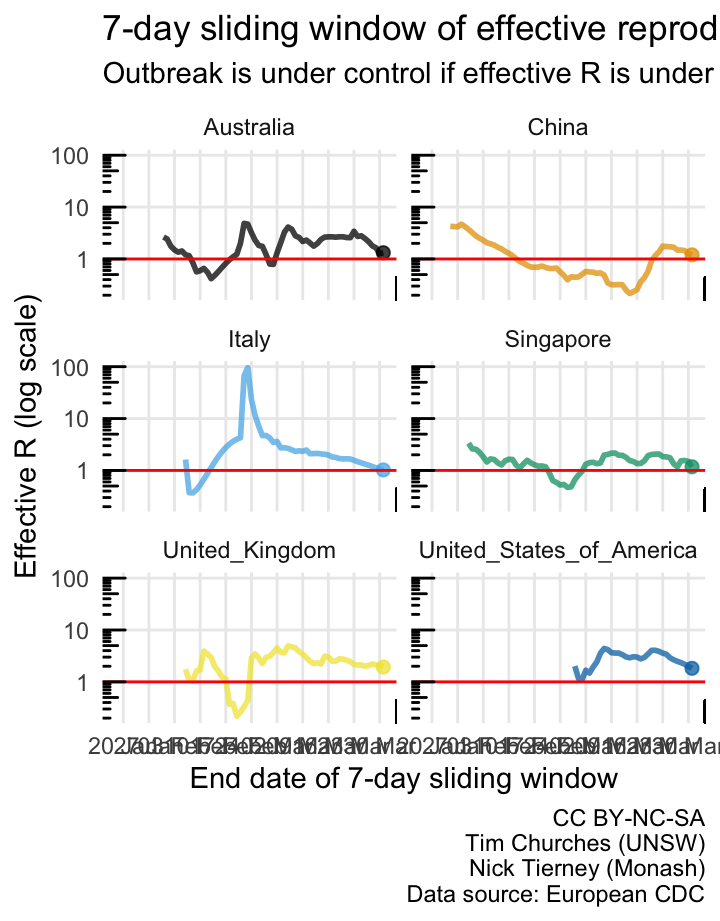 7-day sliding window of effective reprod
Outbreak is under control if effective R is under
Australia
China
100
10
1
Italy
Singapore
100
10
1
United_Kingdom
United_States_of_America
100
10
1
Effective R (log scale)
End date of 7-day sliding window
CC BY-NC-SA
Tim Churches (UNSW)
Nick Tierney (Monash)
Data source: European CDC